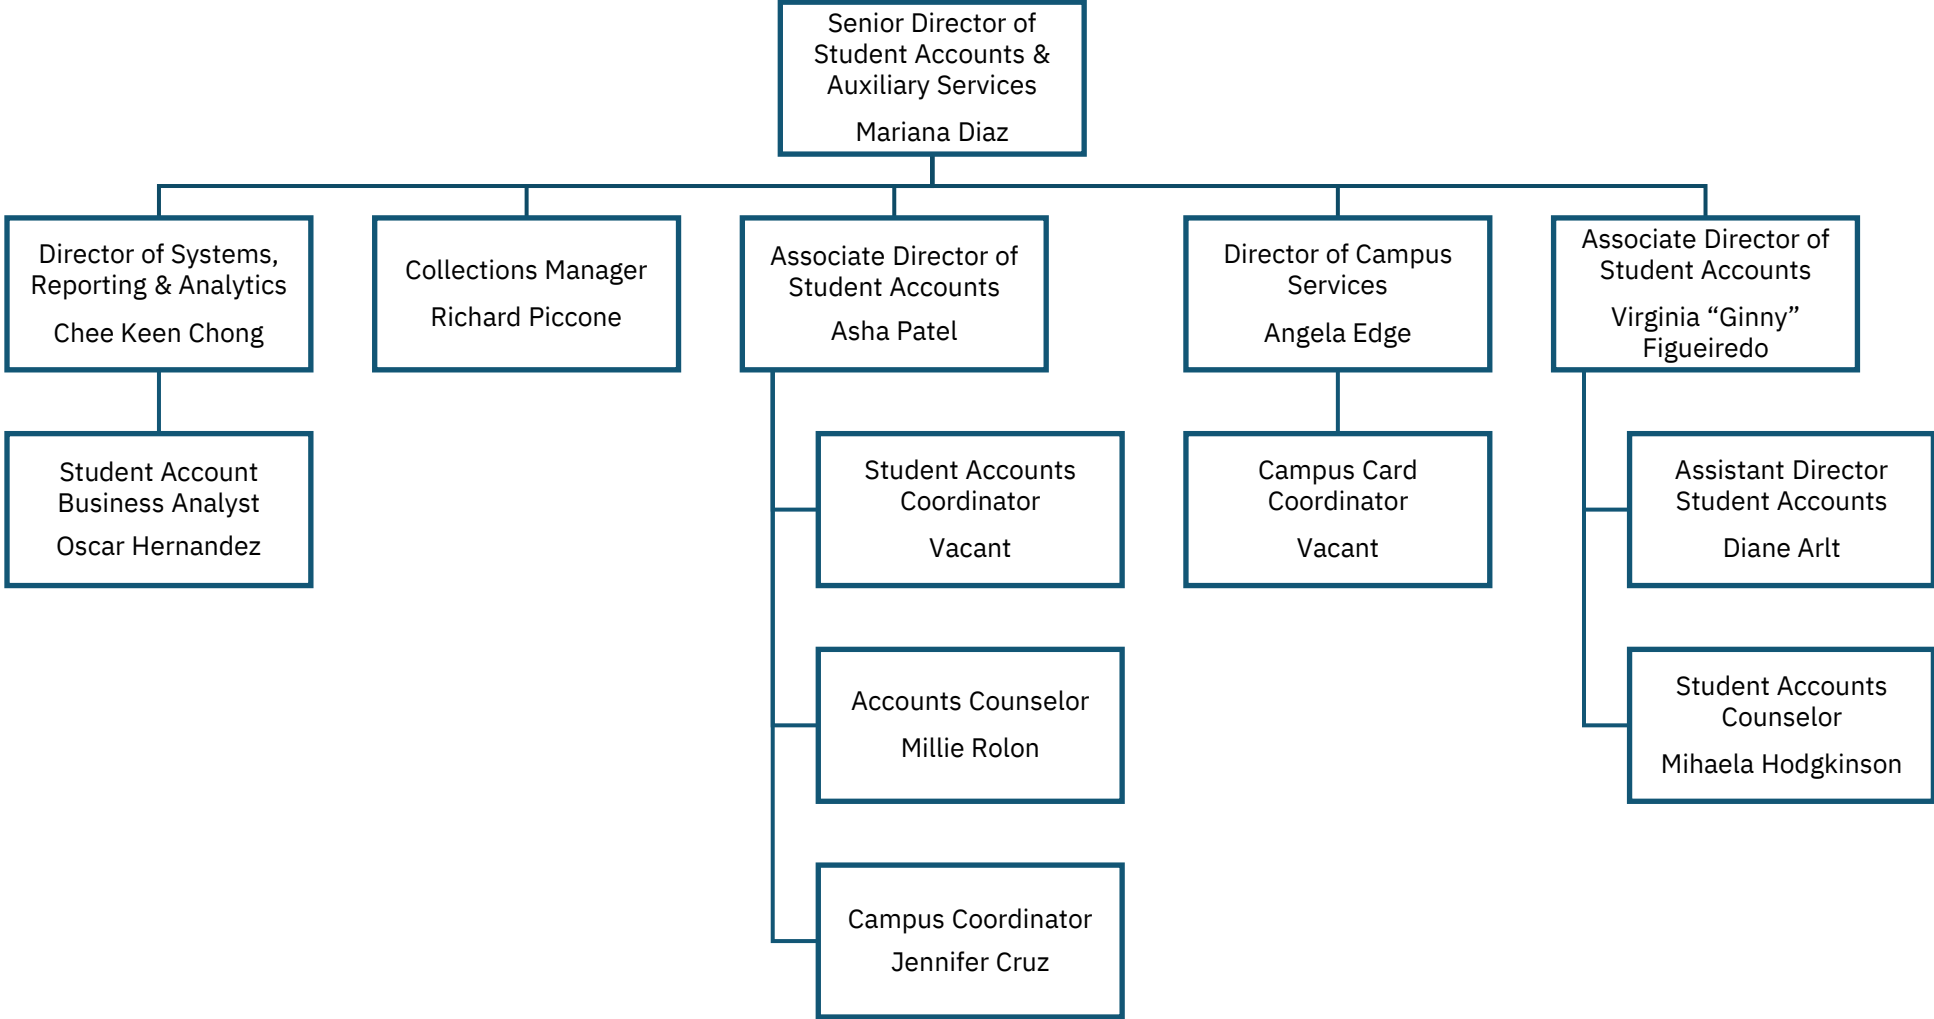 Senior Director of
Student Accounts &
Auxiliary Services
Mariana Diaz
Director of Systems,
Reporting & Analytics
Chee Keen Chong
Collections Manager
Richard Piccone
Associate Director of
Student Accounts
Asha Patel
Director of Campus
Services
Angela Edge
Associate Director of
Student Accounts
Virginia “Ginny”
Figueiredo
Student Account
Business Analyst
Oscar Hernandez
Student Accounts
Coordinator
Vacant
Campus Card
Coordinator
Vacant
Assistant Director
Student Accounts
Diane Arlt
Accounts Counselor
Millie Rolon
Student Accounts
Counselor
Mihaela Hodgkinson
Campus Coordinator
Jennifer Cruz